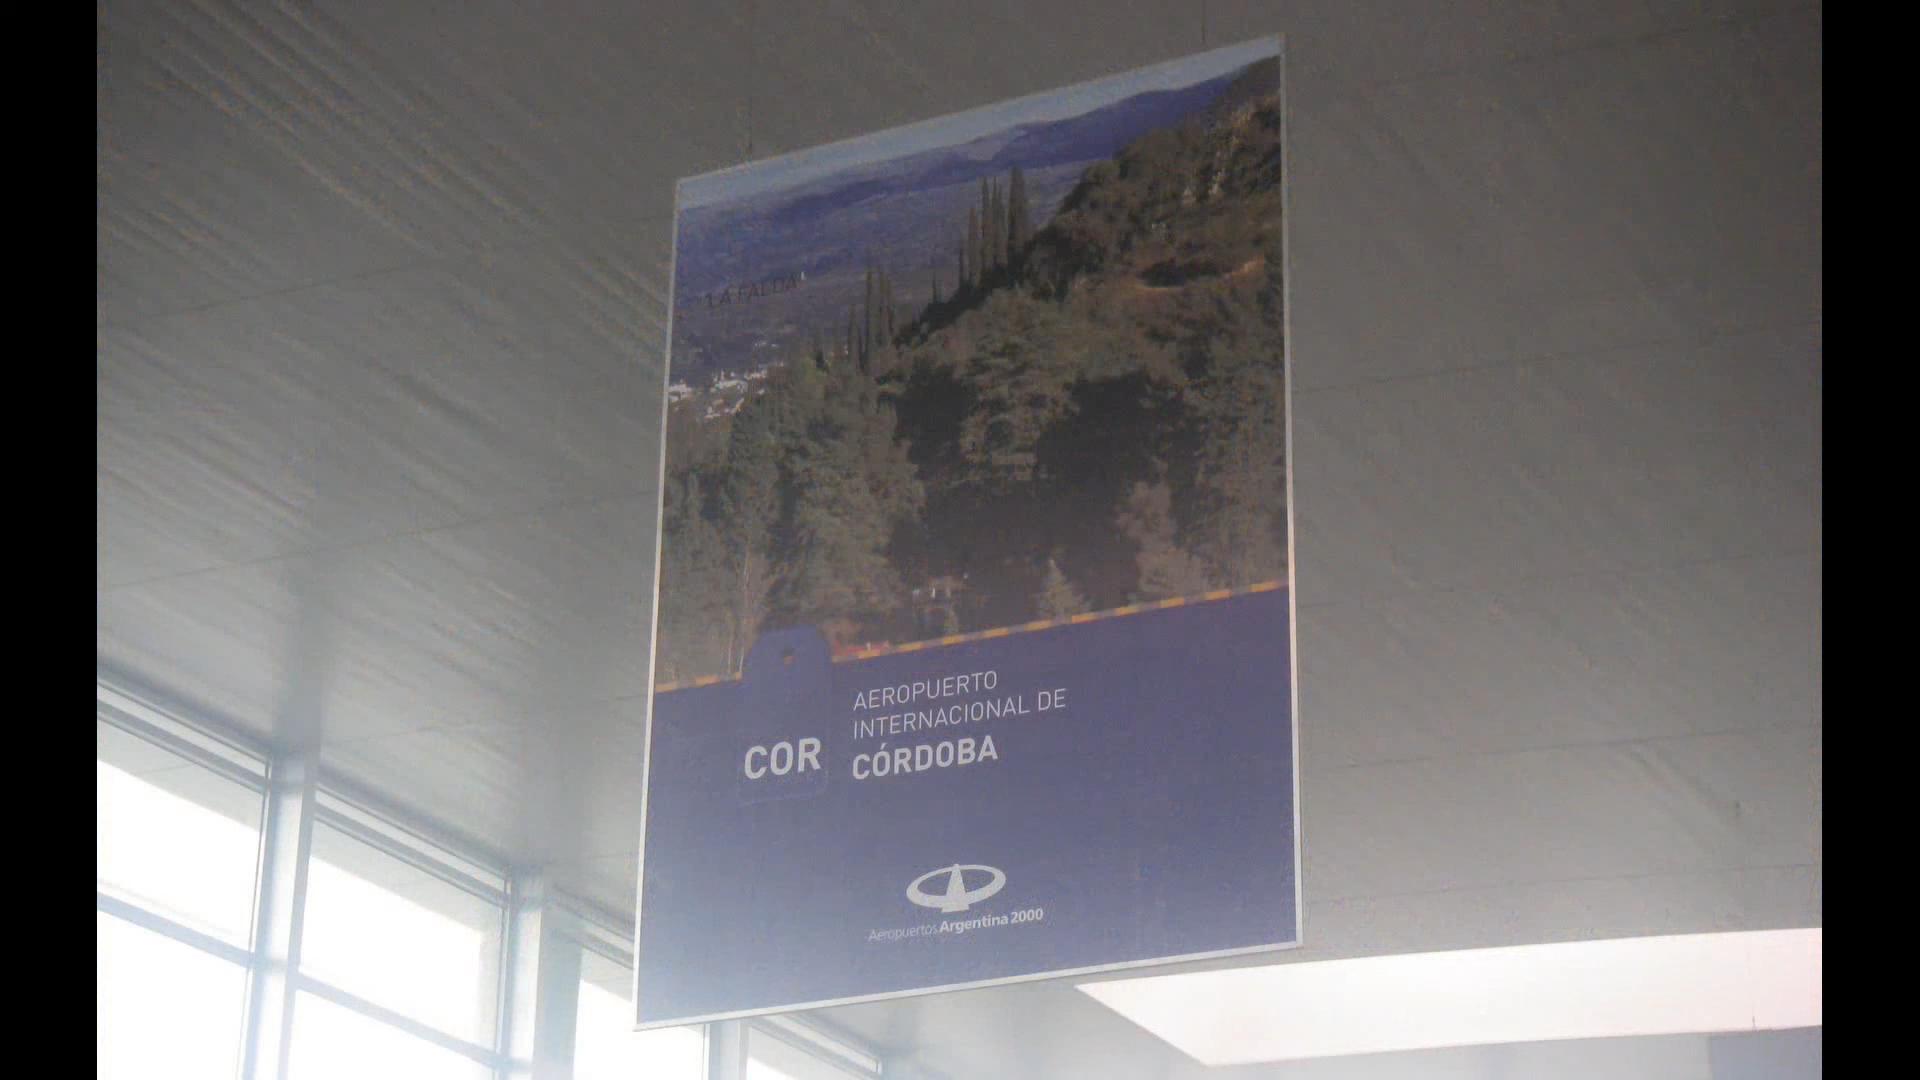 "LA FALDA"
COR
AEROPUERTO
INTERNACIONAL DE
CÓRDOBA
Aeropuertos Argentina 2000